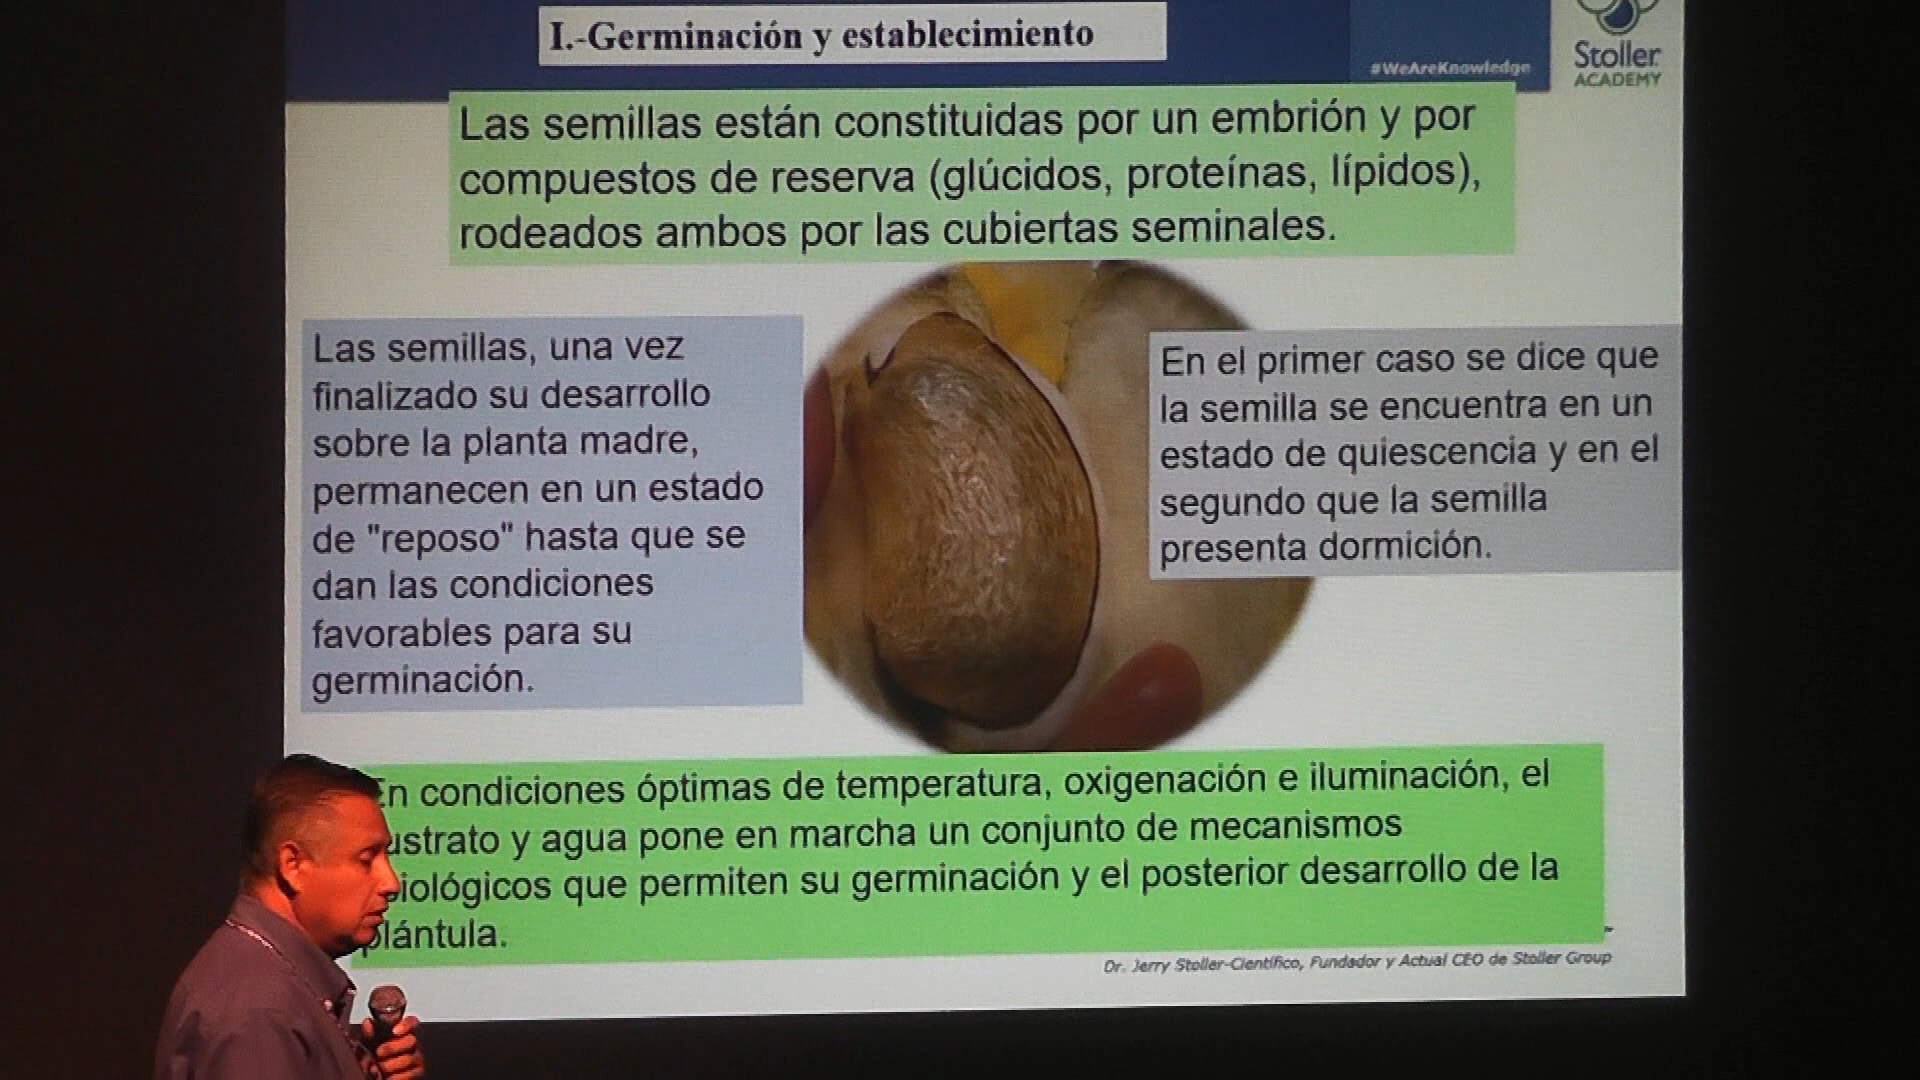 I.-Germinación y establecimiento
#WeAreKnowledge
Stoller
ACADEMY
Las semillas están constituidas por un embrión y por
compuestos de reserva (glúcidos, proteínas, lípidos),
rodeados ambos por las cubiertas seminales.
Las semillas, una vez
finalizado su desarrollo
sobre la planta madre,
permanecen en un estado
de "reposo" hasta que se
dan las condiciones
favorables para su
germinación.
En el primer caso se dice que
la semilla se encuentra en un
estado de quiescencia y en el
segundo que la semilla
presenta dormición.
En condiciones óptimas de temperatura, oxigenación e iluminación, el
ustrato y agua pone en marcha un conjunto de mecanismos
iológicos que permiten su germinación y el posterior desarrollo de la
plántula.
Dr. Jerry Stoller-Científico, Fundador y Actual CEO de Stoller Group